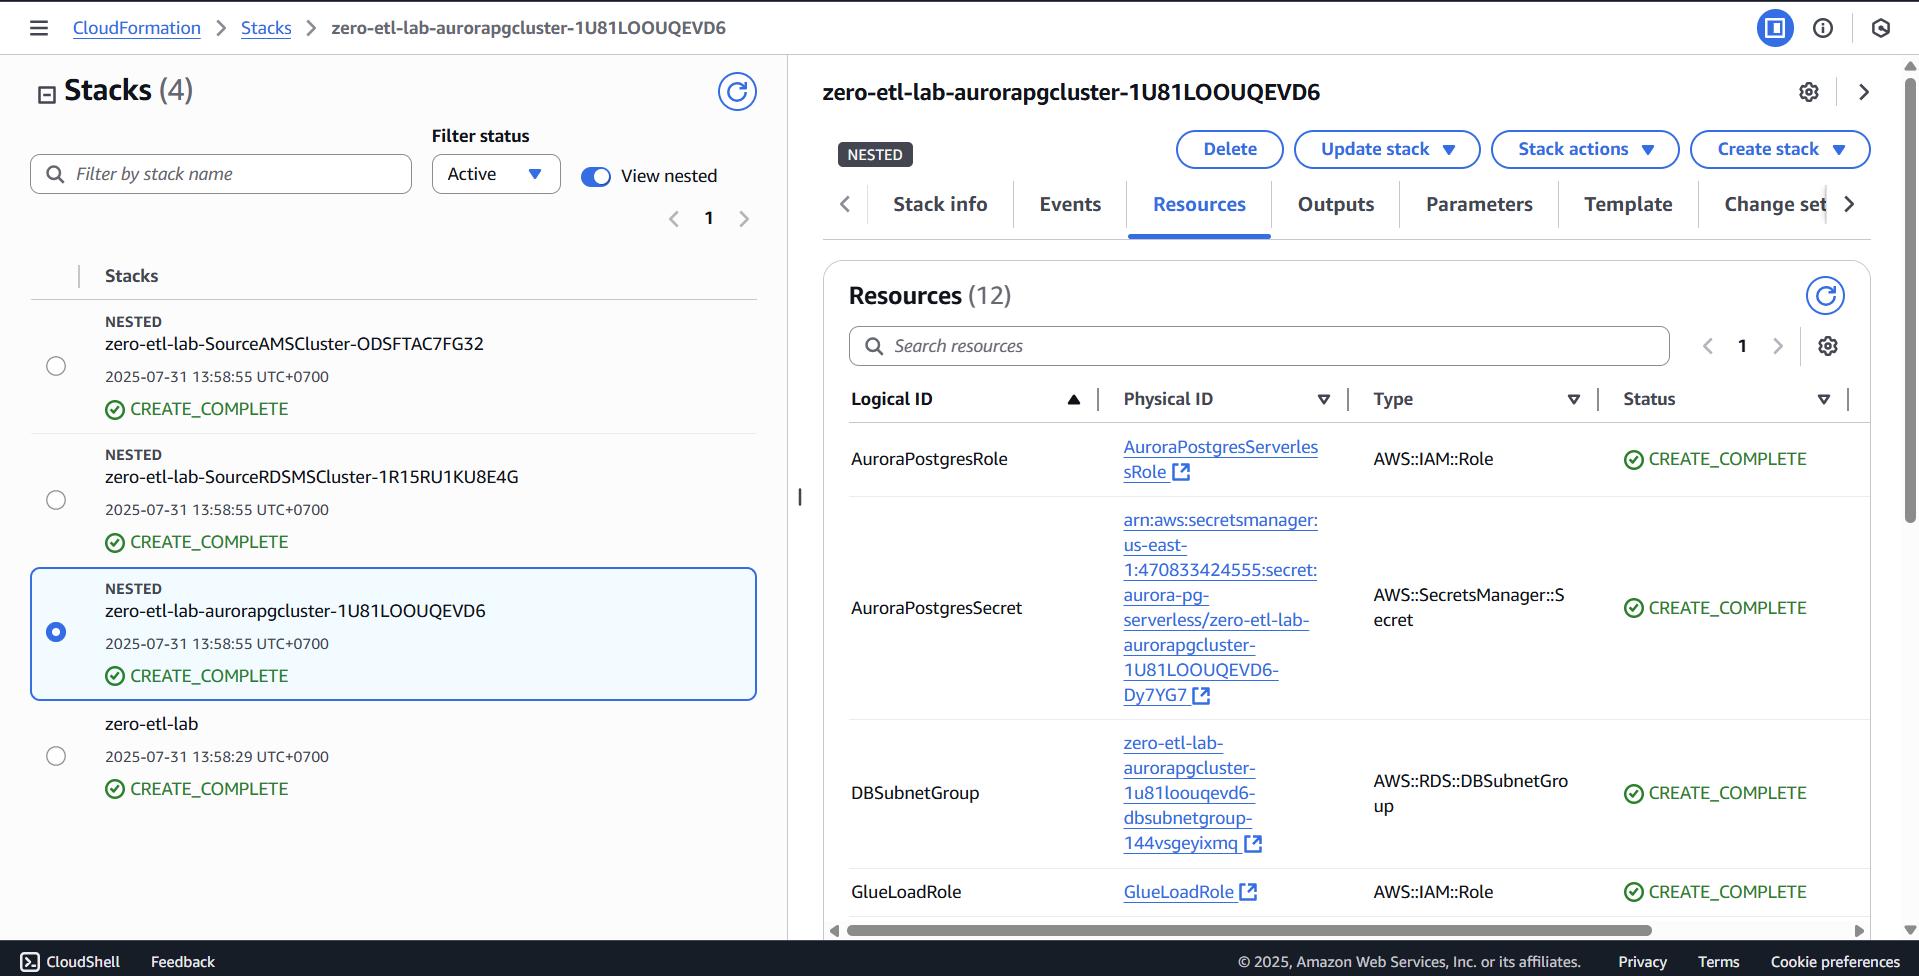 CloudFormation
Stacks
zero-etl-lab-aurorapgcluster-1U81LOOUQEVD6
Stacks (4)
Filter status
Filter by stack name
Active
View nested
1
Stacks
NESTED
zero-etl-lab-SourceAMSCluster-ODSFTAC7FG32
2025-07-31 13:58:55 UTC+0700
CREATE_COMPLETE
NESTED
zero-etl-lab-SourceRDSMSCluster-1R15RU1KU8E4G
2025-07-31 13:58:55 UTC+0700
CREATE_COMPLETE
NESTED
zero-etl-lab-aurorapgcluster-1U81LOOUQEVD6
2025-07-31 13:58:55 UTC+0700
CREATE_COMPLETE
zero-etl-lab
2025-07-31 13:58:29 UTC+0700
CREATE_COMPLETE
zero-etl-lab-aurorapgcluster-1U81LOOUQEVD6
NESTED
Delete
Update stack
Stack actions
Create stack
Stack info
Events
Resources
Outputs
Parameters
Template
Change set
Resources (12)
Search resources
1
Logical ID
Physical ID
Type
Status
AuroraPostgresRole
AuroraPostgresServerles
sRole
AWS::IAM::Role
CREATE_COMPLETE
AuroraPostgresSecret
arn:aws:secretsmanager:
us-east-
1:470833424555:secret:
aurora-pg-
serverless/zero-etl-lab-
aurorapgcluster-
1U81LOOUQEVD6-
Dy7YG7
AWS::SecretsManager::S
ecret
CREATE_COMPLETE
DBSubnetGroup
zero-etl-lab-
aurorapgcluster-
1u81loouqevd6-
dbsubnetgroup-
144vsgeyixmq
AWS::RDS::DBSubnetGro
up
CREATE_COMPLETE
GlueLoadRole
GlueLoadRole
AWS::IAM::Role
CREATE_COMPLETE
CloudShell
Feedback
© 2025, Amazon Web Services, Inc. or its affiliates.
Privacy
Terms
Cookie preferences